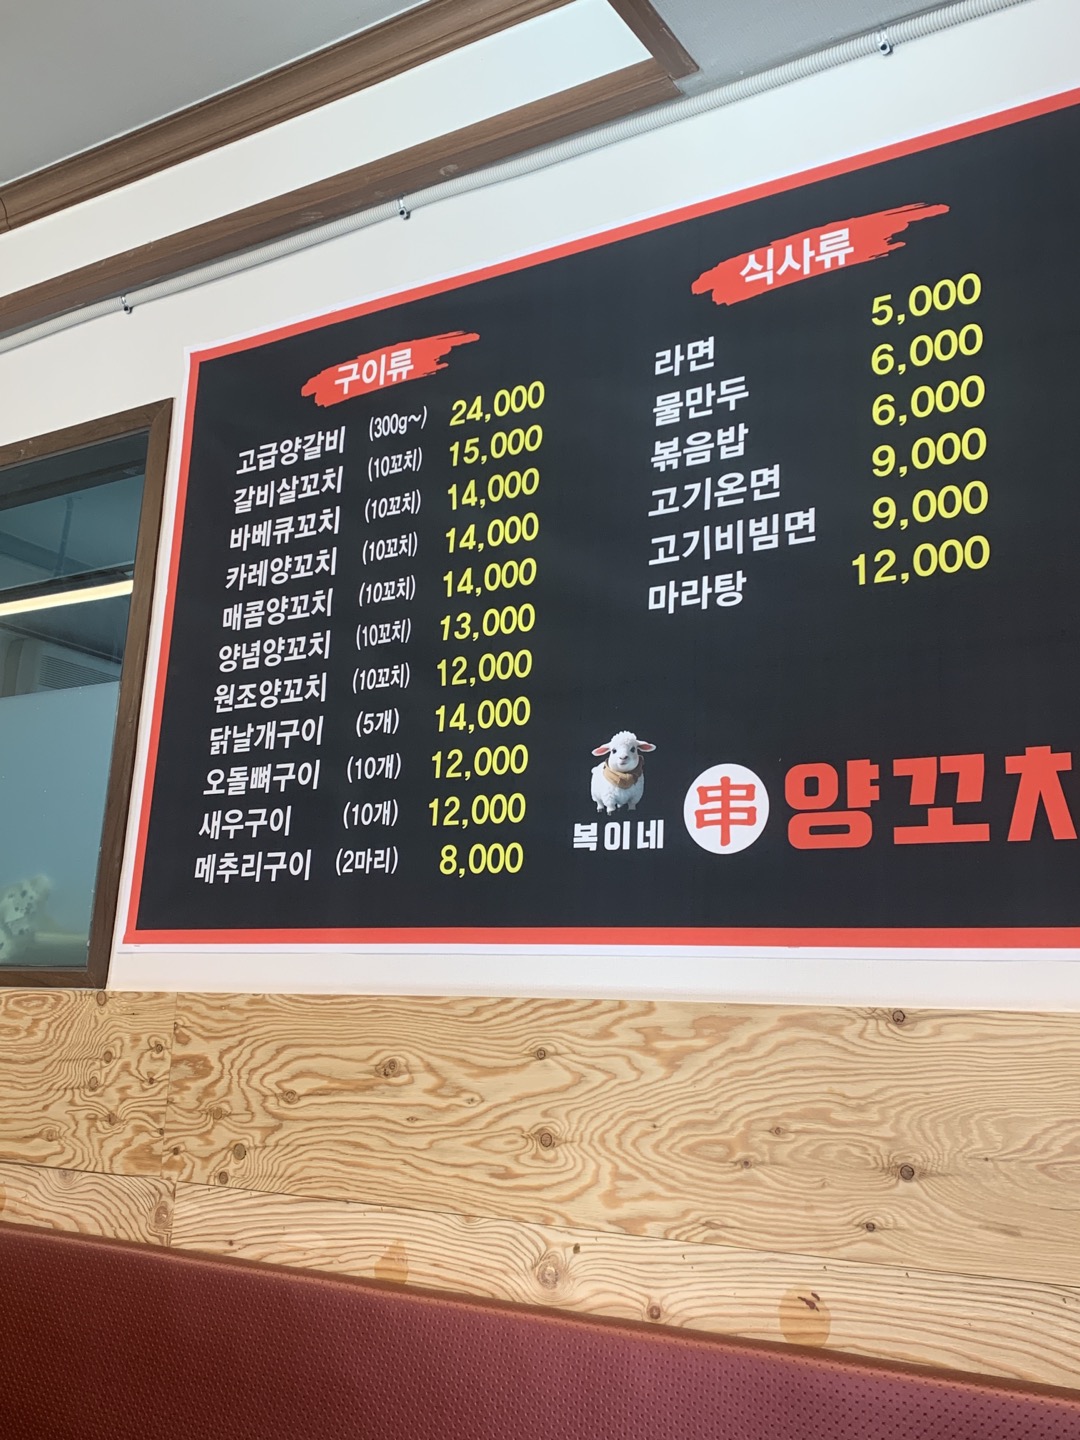 구이류
고급양갈비 (300g~) 24,000
갈비살꼬치 (10꼬치) 15,000
바베큐꼬치 (10꼬치) 14,000
카레양꼬치 (10꼬치) 14,000
매콤양꼬치 (10꼬치) 14,000
양념양꼬치 (10꼬치) 13,000
원조양꼬치 (10꼬치) 12,000
닭날개구이 (5개) 14,000
오돌뼈구이 (10개) 12,000
새우구이 (10개) 12,000
메추리구이 (2마리) 8,000
식사류
라면 5,000
물만두 6,000
볶음밥 6,000
고기온면 9,000
고기비빔면 9,000
마라탕 12,000
복이네 串 양꼬치